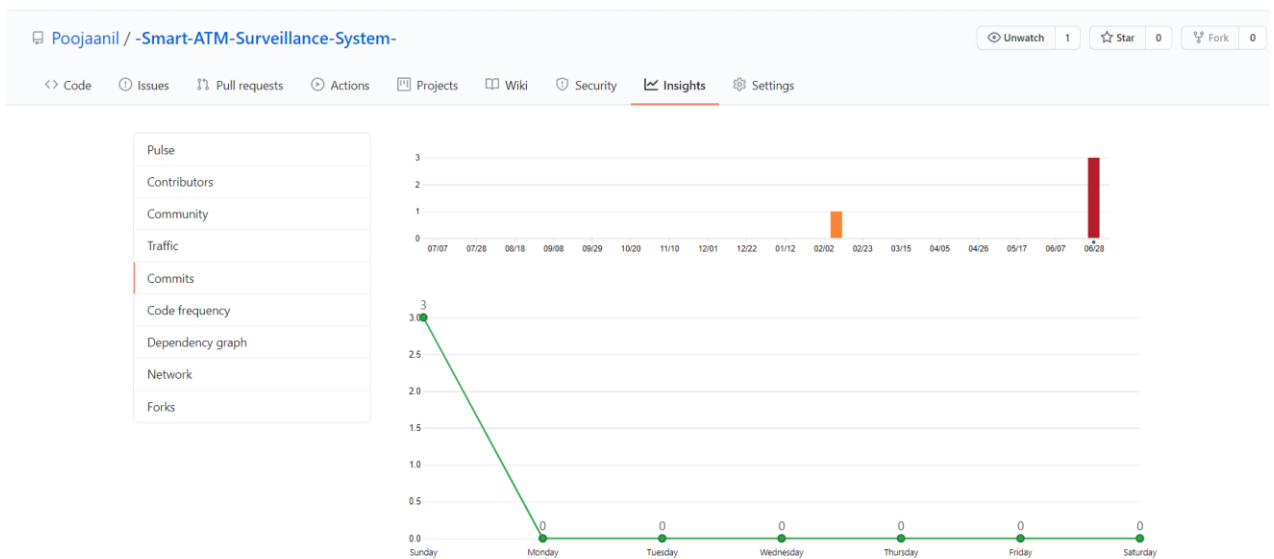 Poojaanil / -Smart-ATM-Surveillance-System-
Unwatch 1 Star 0 Fork 0
Code Issues Pull requests Actions Projects Wiki Security Insights Settings
Pulse
Contributors
Community
Traffic
Commits
Code frequency
Dependency graph
Network
Forks
3
2
1
0
07/07 07/28 08/18 09/08 09/29 10/20 11/10 12/01 12/22 01/12 02/02 02/23 03/15 04/05 04/26 05/17 06/07 06/28
3
3.0
2.5
2.0
1.5
1.0
0.5
0 0 0 0 0 0
0.0
Sunday Monday Tuesday Wednesday Thursday Friday Saturday